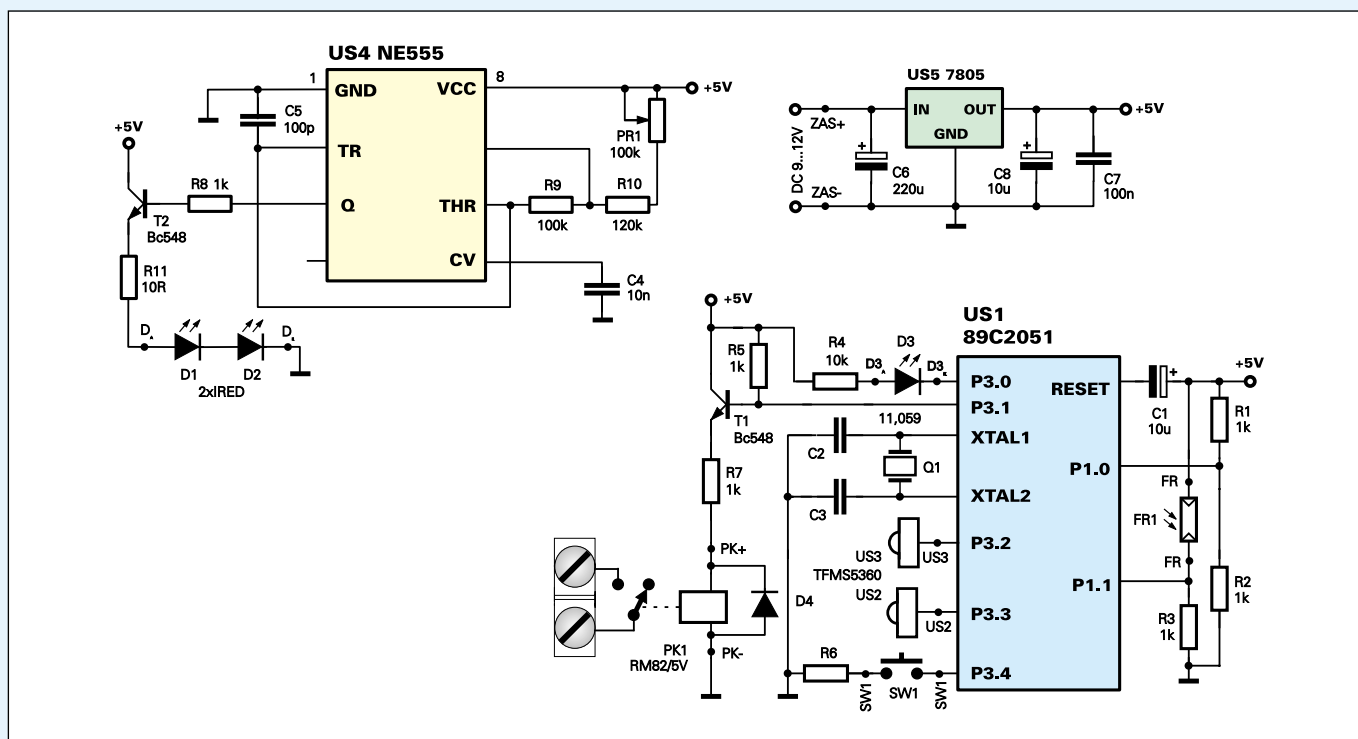 US4 NE555
1
GND
VCC
8
+5V
C5
100p
TR
PR1
100k
+5V
R8 1k
Q
THR
R9
100k
R10
120k
T2
Bc548
CV
R11
10R
C4
10n
D A
D K
D1
D2
2xIRED
US5 7805
ZAS+
IN
OUT
GND
+5V
DC 9...12V
C6
220u
C8
10u
C7
100n
ZAS-
+
+
+5V
US1
89C2051
R5
1k
R4
10k
D3 A
D3
D3 K
P3.0
RESET
+
+5V
P3.1
C1
10u
R1
1k
T1
Bc548
11,059
XTAL1
C2
Q1
P1.0
R7
1k
XTAL2
C3
FR
FR1
US3
US3
TFMS5360
P3.2
PK+
FR
P1.1
US2
US2
P3.3
R2
1k
D4
R3
1k
PK1
RM82/5V
PK-
R6
SW1
SW1
SW1
P3.4